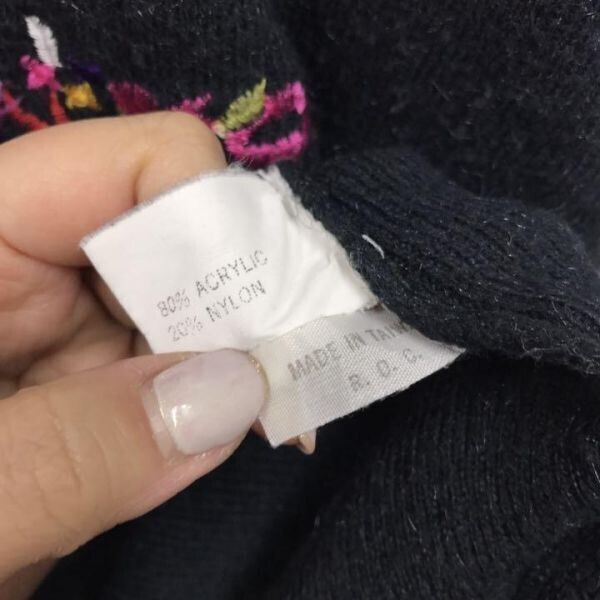 80% ACRYLIC
20% NYLON
MADE IN TAIWAN
R. O. C.